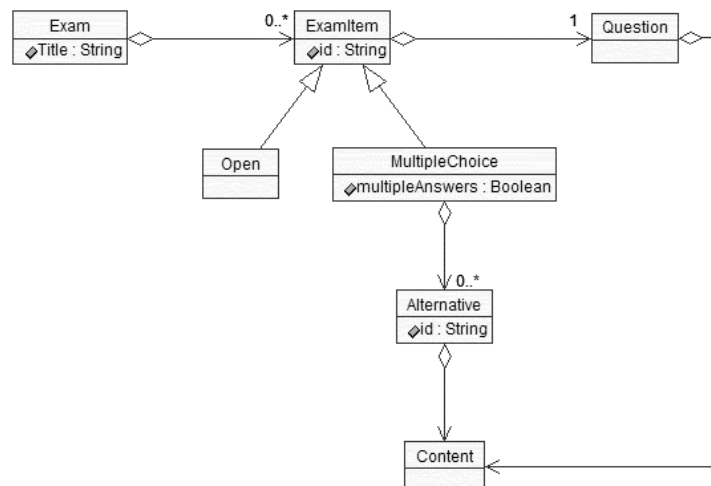 Exam
Title : String
0..*
ExamItem
id : String
1
Question
Open
MultipleChoice
multipleAnswers : Boolean
0..*
Alternative
id : String
Content